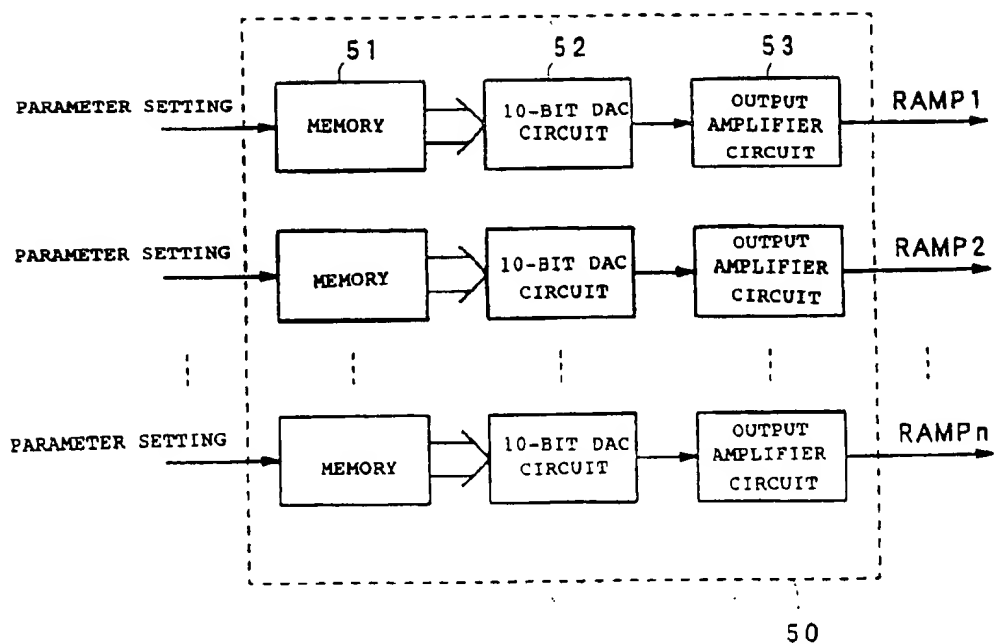 51
52
53
PARAMETER SETTING
MEMORY
10-BIT DAC
CIRCUIT
OUTPUT
AMPLIFIER
CIRCUIT
RAMP1
PARAMETER SETTING
MEMORY
10-BIT DAC
CIRCUIT
OUTPUT
AMPLIFIER
CIRCUIT
RAMP2
PARAMETER SETTING
MEMORY
10-BIT DAC
CIRCUIT
OUTPUT
AMPLIFIER
CIRCUIT
RAMPn
50